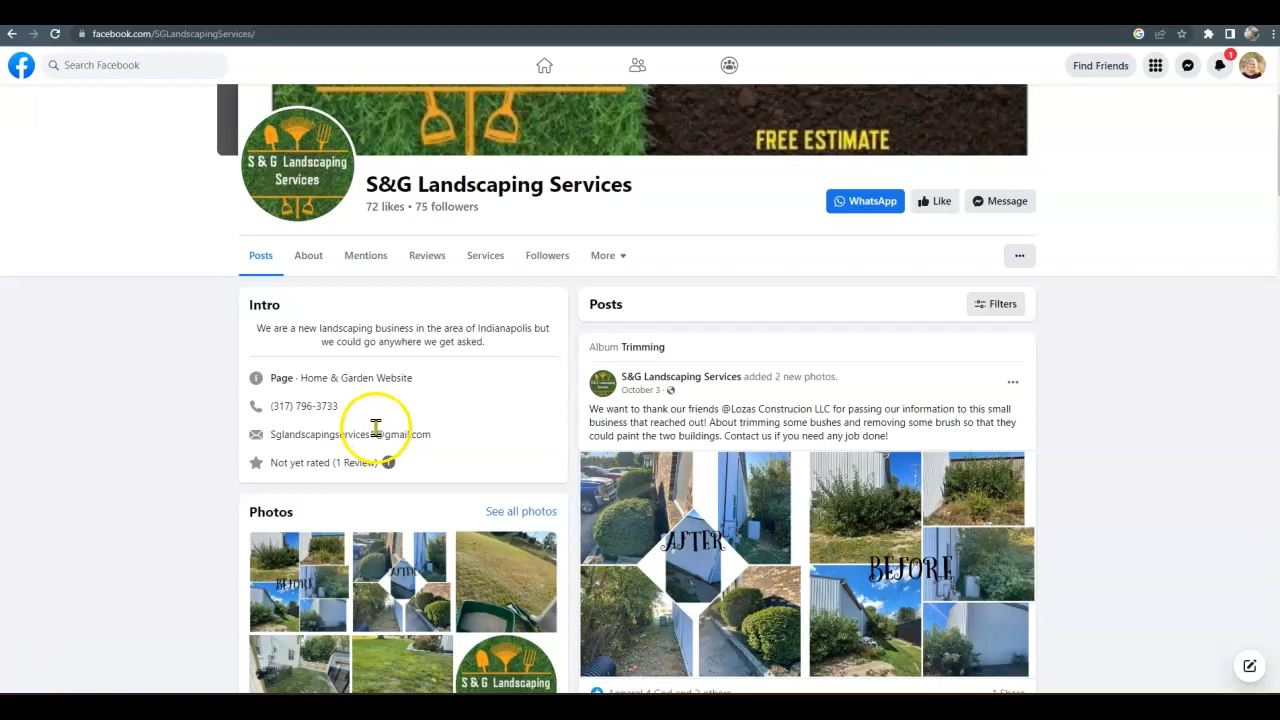 facebook.com/SGLandscapingServices/
Search Facebook
Find Friends
1
FREE ESTIMATE
S & G Landscaping
Services
S&G Landscaping Services
72 likes • 75 followers
WhatsApp
Like
Message
Posts
About
Mentions
Reviews
Services
Followers
More
Intro
We are a new landscaping business in the area of Indianapolis but
we could go anywhere we get asked.
Page · Home & Garden Website
(317) 796-3733
Not yet rated (1 Review)
Photos
See all photos
BEFORE
AFTER
S & G Landscaping
Posts
Filters
Album Trimming
S&G Landscaping Services added 2 new photos.
October 3
We want to thank our friends @Lozas Construcion LLC for passing our information to this small
business that reached out! About trimming some bushes and removing some brush so that they
could paint the two buildings. Contact us if you need any job done!
AFTER
BEFORE
1 Share